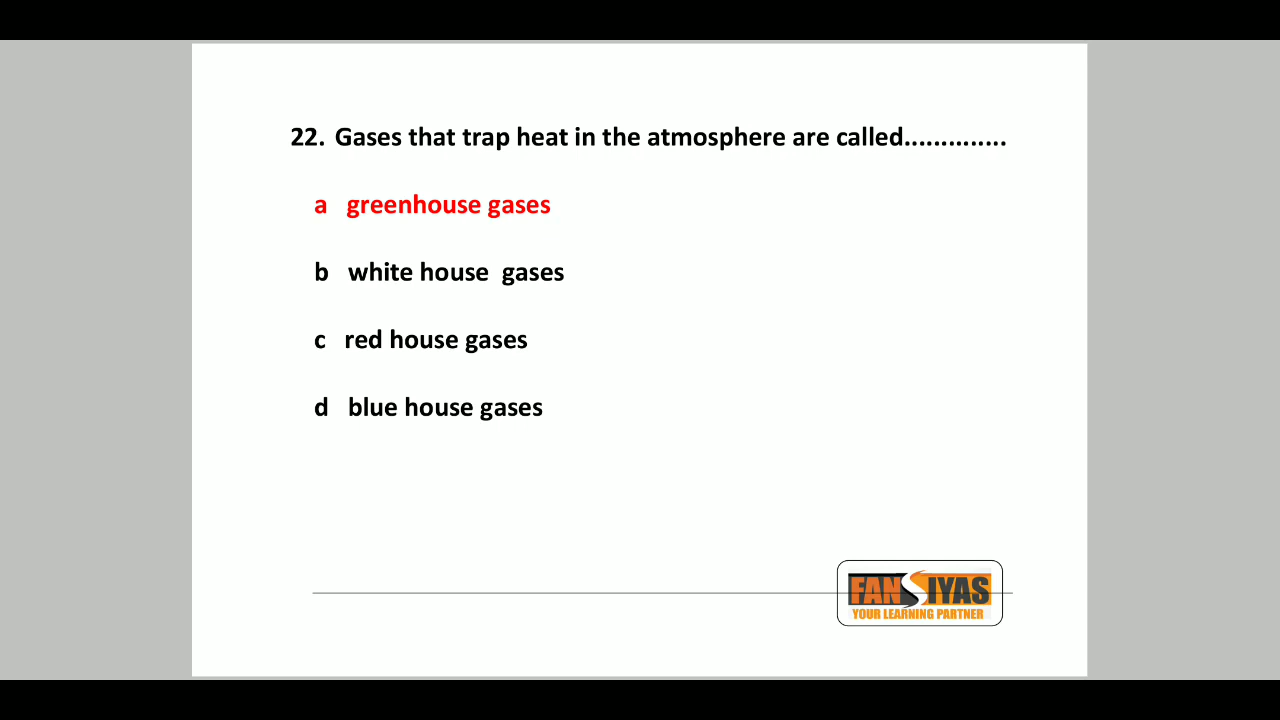 22. Gases that trap heat in the atmosphere are called..............
a greenhouse gases
b white house gases
c red house gases
d blue house gases
FANSIYAS
YOUR LEARNING PARTNER